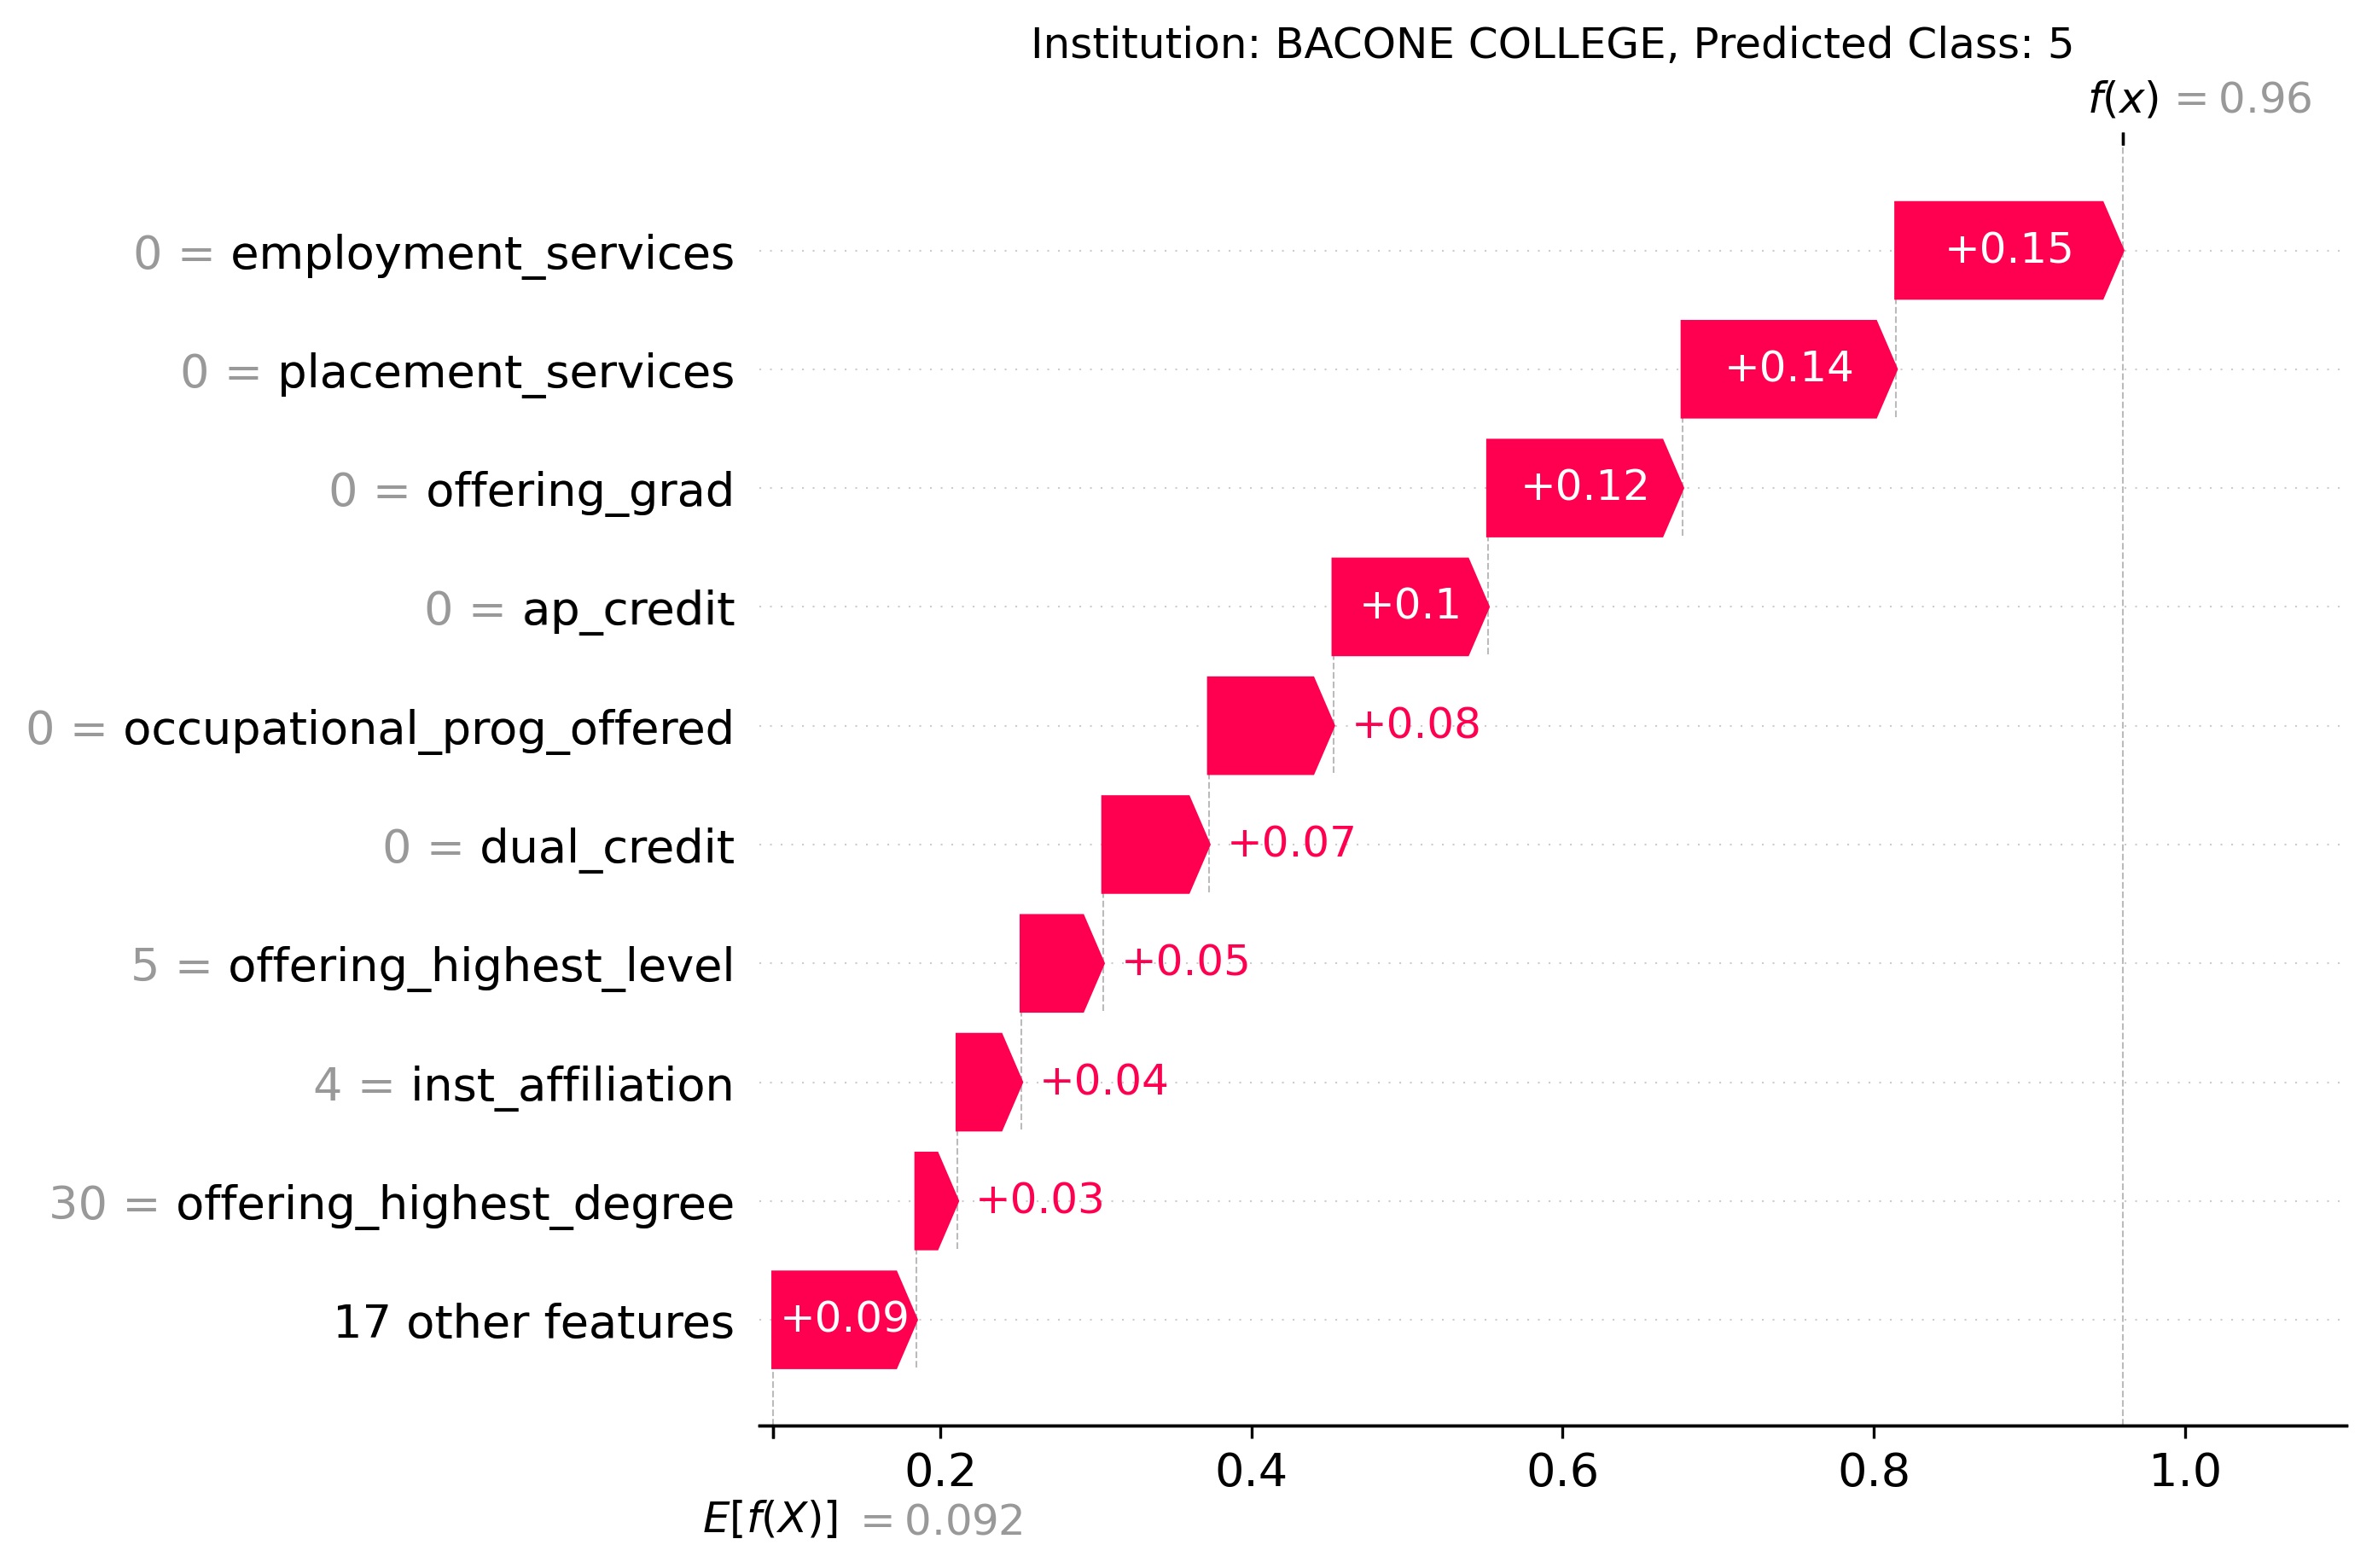 Institution: BACONE COLLEGE, Predicted Class: 5
f(x) = 0.96
0 = employment_services +0.15
0 = placement_services +0.14
0 = offering_grad +0.12
0 = ap_credit +0.1
0 = occupational_prog_offered +0.08
0 = dual_credit +0.07
5 = offering_highest_level +0.05
4 = inst_affiliation +0.04
30 = offering_highest_degree +0.03
17 other features +0.09
0.2 0.4 0.6 0.8 1.0
E[f(X)] = 0.092